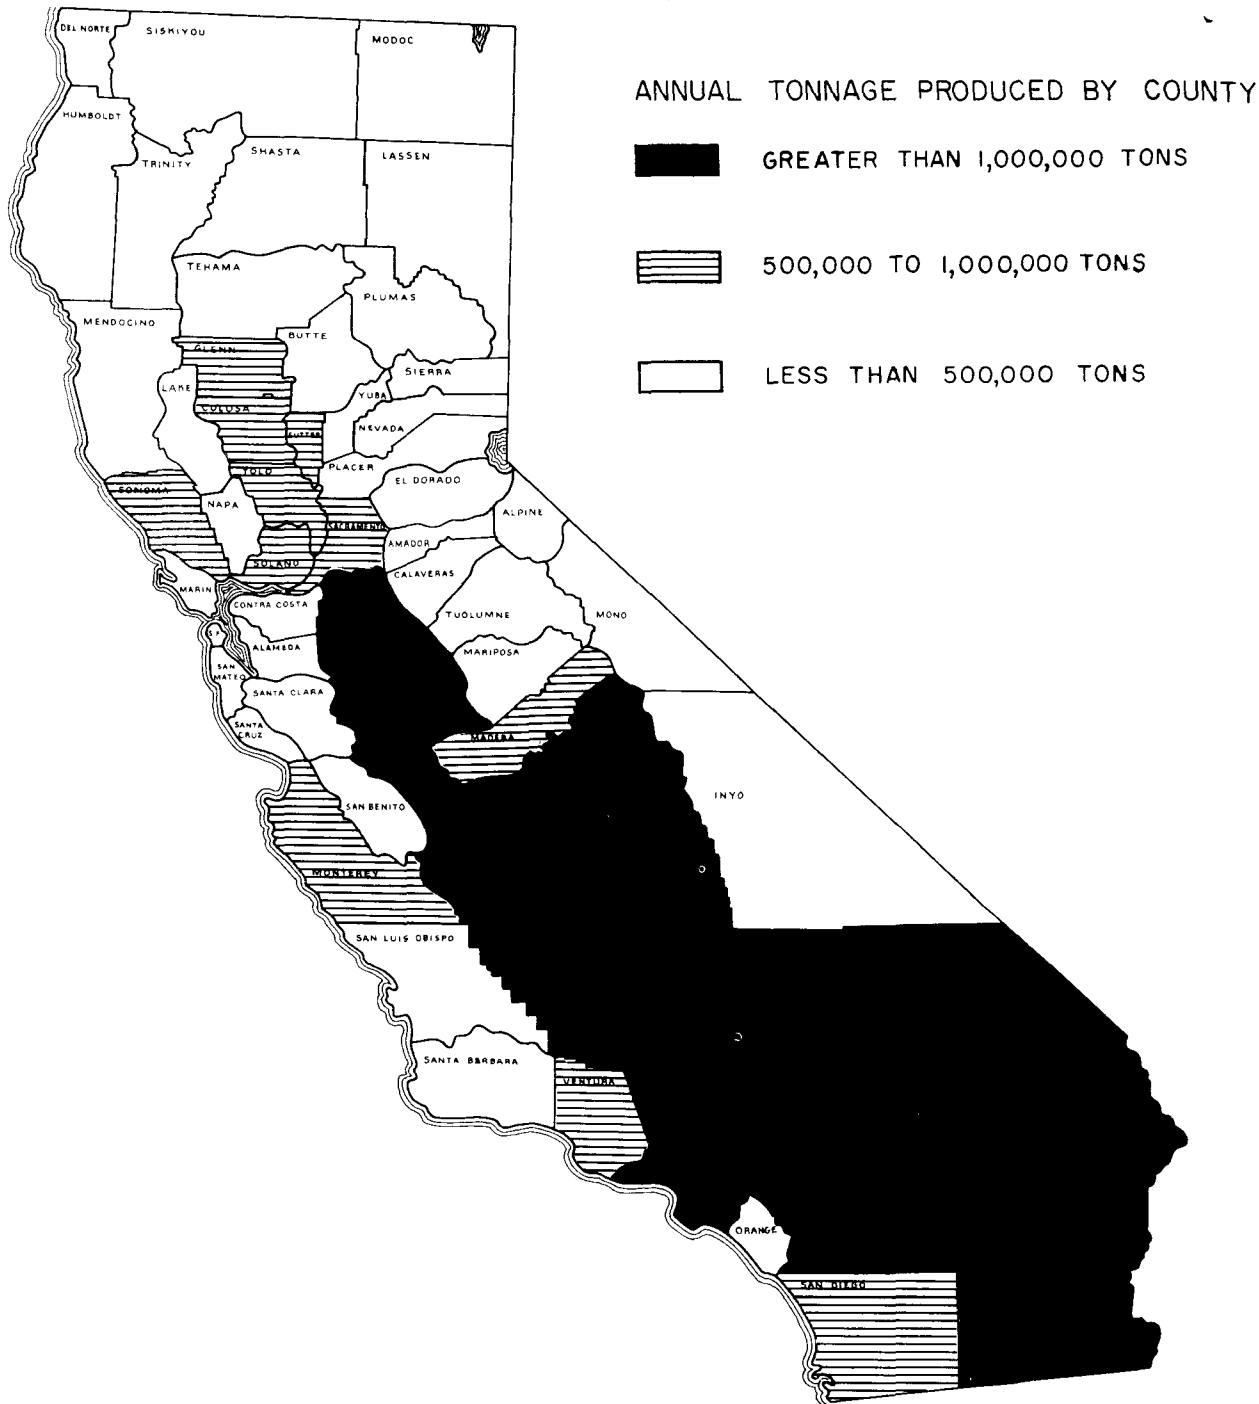 ANNUAL TONNAGE PRODUCED BY COUNTY
GREATER THAN 1,000,000 TONS
500,000 TO 1,000,000 TONS
LESS THAN 500,000 TONS
DEL NORTE
SISKIYOU
MODOC
HUMBOLDT
TRINITY
SHASTA
LASSEN
TEHAMA
PLUMAS
MENDOCINO
BUTTE
GLENN
SIERRA
LAKE
YUBA
COLUSA
NEVADA
SUTTER
PLACER
YOLO
EL DORADO
SONOMA
NAPA
ALPINE
SACRAMENTO
AMADOR
SOLANO
CALAVERAS
MARIN
CONTRA COSTA
TUOLUMNE
MONO
S.F.
ALAMEDA
MARIPOSA
SAN
MATEO
SANTA CLARA
SANTA
CRUZ
MADERA
INYO
SAN BENITO
MONTEREY
SAN LUIS OBISPO
SANTA BARBARA
VENTURA
ORANGE
SAN DIEGO